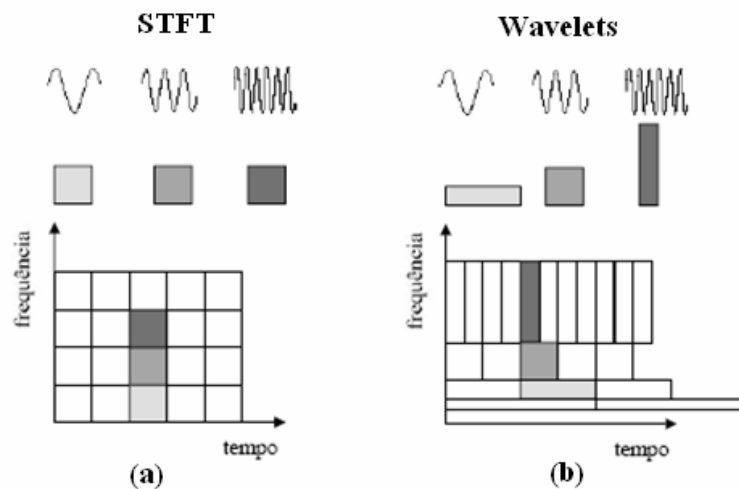 STFT
Wavelets
frequência
tempo
(a)
frequência
tempo
(b)